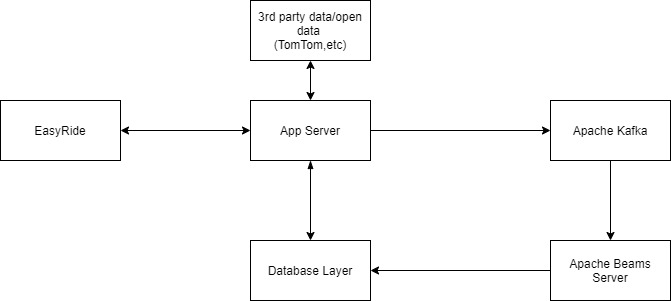 3rd party data/open
data
(TomTom,etc)
EasyRide
App Server
Apache Kafka
Database Layer
Apache Beams
Server